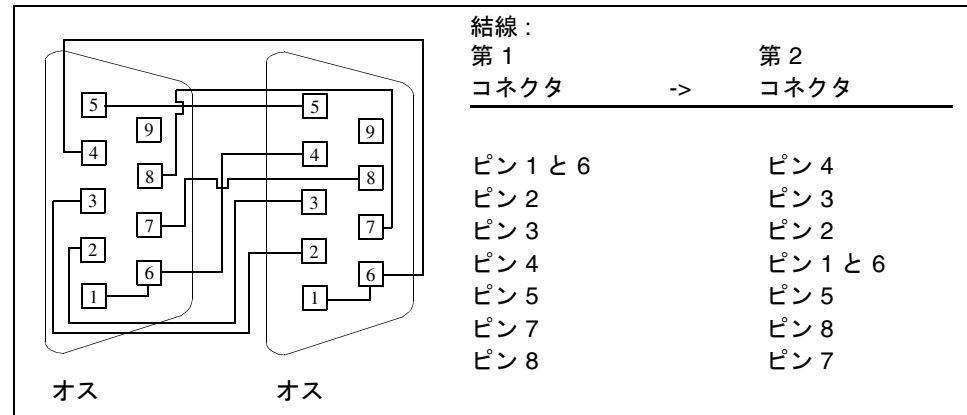 結線 :
第 1 第 2
コネクタ -> コネクタ
ピン 1 と 6 ピン 4
ピン 2 ピン 3
ピン 3 ピン 2
ピン 4 ピン 1 と 6
ピン 5 ピン 5
ピン 7 ピン 8
ピン 8 ピン 7
5
9
4
8
3
7
2
6
1
5
9
4
8
3
7
2
6
1
オス オス